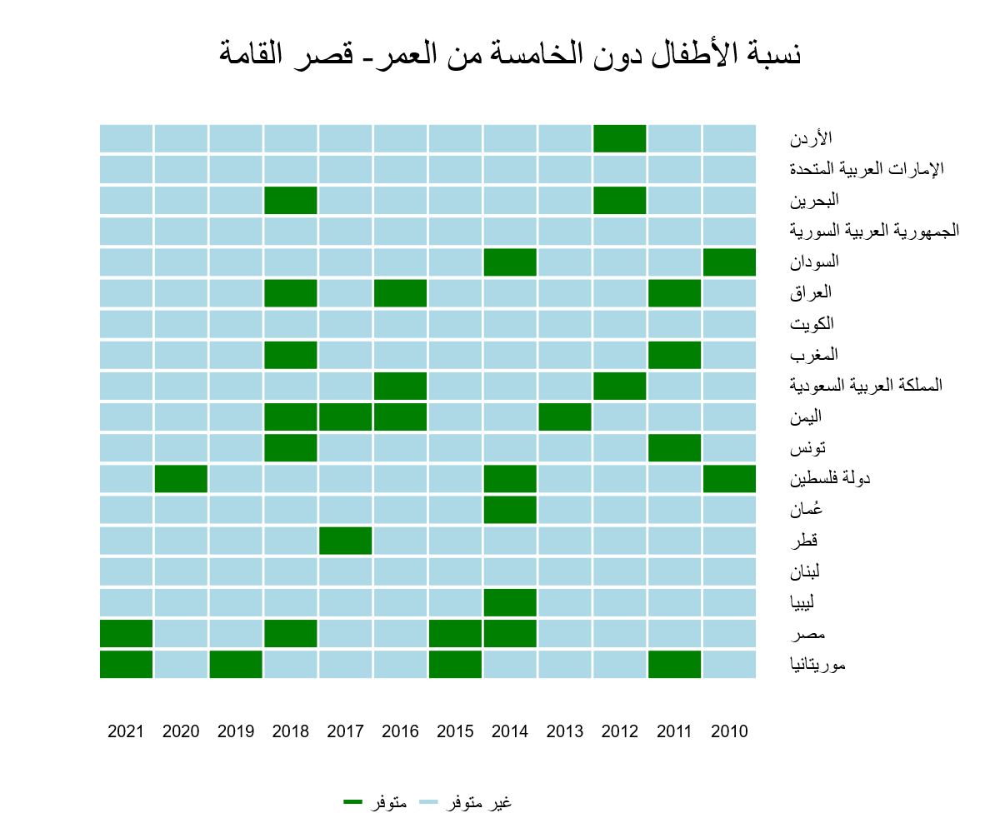 نسبة الأطفال دون الخامسة من العمر- قصر القامة
الأردن
الإمارات العربية المتحدة
البحرين
الجمهورية العربية السورية
السودان
العراق
الكويت
المغرب
المملكة العربية السعودية
اليمن
تونس
دولة فلسطين
عُمان
قطر
لبنان
ليبيا
مصر
موريتانيا
2021 2020 2019 2018 2017 2016 2015 2014 2013 2012 2011 2010
متوفر غير متوفر